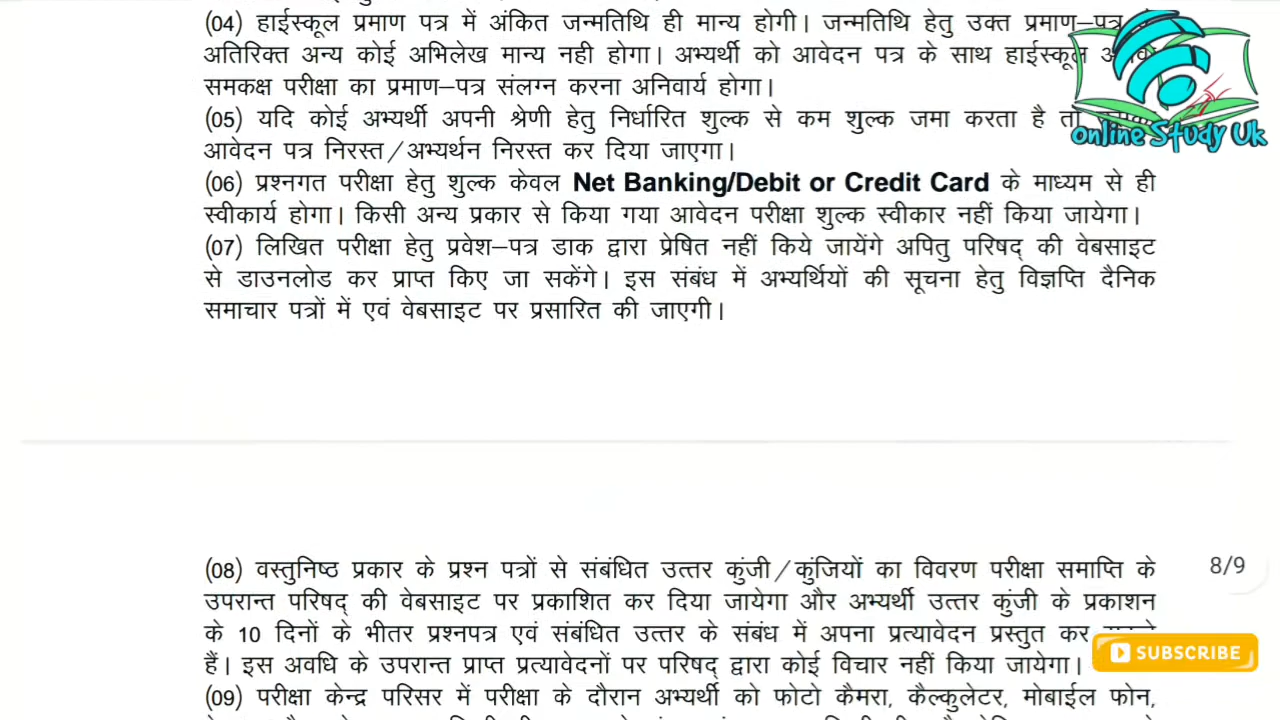 (04) हाईस्कूल प्रमाण पत्र में अंकित जन्मतिथि ही मान्य होगी। जन्मतिथि हेतु उक्त प्रमाण–पत्र
अतिरिक्त अन्य कोई अभिलेख मान्य नही होगा। अभ्यर्थी को आवेदन पत्र के साथ हाईस्कूल
समकक्ष परीक्षा का प्रमाण–पत्र संलग्न करना अनिवार्य होगा।
(05) यदि कोई अभ्यर्थी अपनी श्रेणी हेतु निर्धारित शुल्क से कम शुल्क जमा करता है तो
आवेदन पत्र निरस्त/अभ्यर्थन निरस्त कर दिया जाएगा।
Online Study Uk
(06) प्रश्नगत परीक्षा हेतु शुल्क केवल Net Banking/Debit or Credit Card के माध्यम से ही
स्वीकार्य होगा। किसी अन्य प्रकार से किया गया आवेदन परीक्षा शुल्क स्वीकार नहीं किया जायेगा।
(07) लिखित परीक्षा हेतु प्रवेश–पत्र डाक द्वारा प्रेषित नहीं किये जायेंगे अपितु परिषद् की वेबसाइट
से डाउनलोड कर प्राप्त किए जा सकेंगे। इस संबंध में अभ्यर्थियों की सूचना हेतु विज्ञप्ति दैनिक
समाचार पत्रों में एवं वेबसाइट पर प्रसारित की जाएगी।
(08) वस्तुनिष्ठ प्रकार के प्रश्न पत्रों से संबंधित उत्तर कुंजी/कुंजियों का विवरण परीक्षा समाप्ति के
8/9
उपरान्त परिषद् की वेबसाइट पर प्रकाशित कर दिया जायेगा और अभ्यर्थी उत्तर कुंजी के प्रकाशन
के 10 दिनों के भीतर प्रश्नपत्र एवं संबंधित उत्तर के संबंध में अपना प्रत्यावेदन प्रस्तुत कर
हैं। इस अवधि के उपरान्त प्राप्त प्रत्यावेदनों पर परिषद् द्वारा कोई विचार नहीं किया जायेगा।
SUBSCRIBE
(09) परीक्षा केन्द्र परिसर में परीक्षा के दौरान अभ्यर्थी को फोटो कैमरा, कैल्कुलेटर, मोबाईल फोन,